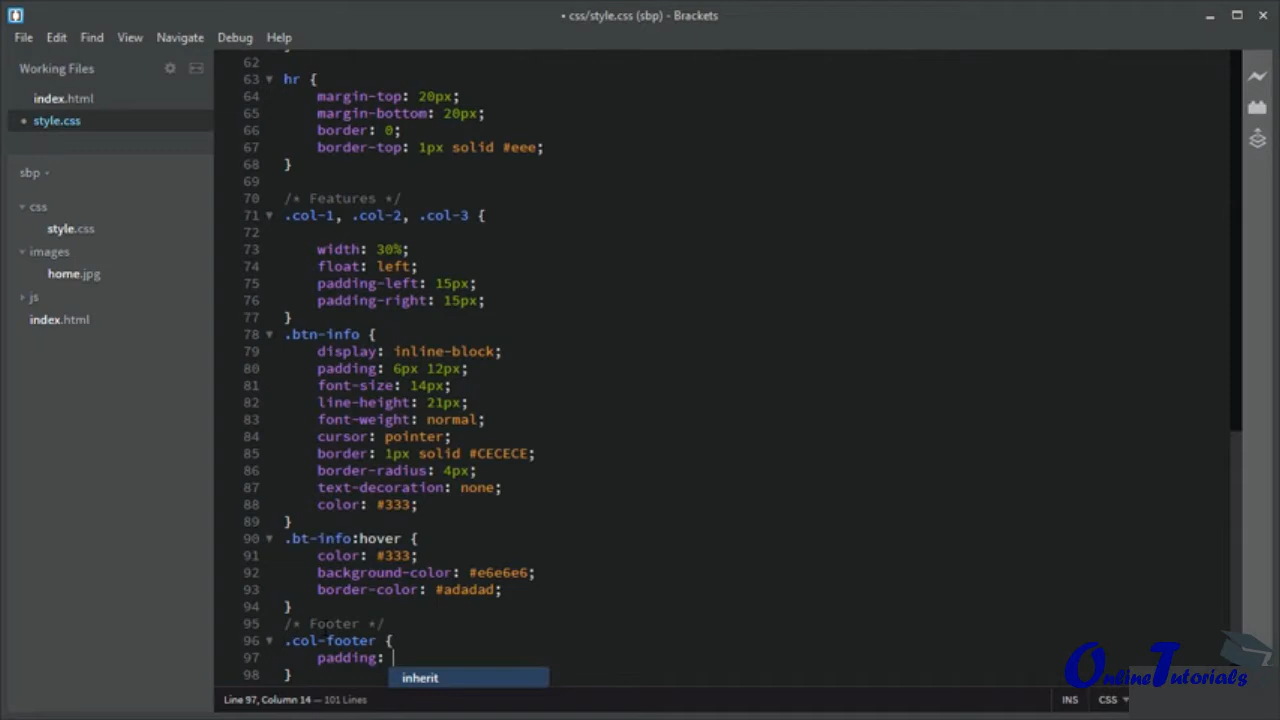 • css/style.css (sbp) - Brackets
File Edit Find View Navigate Debug Help
Working Files
index.html
• style.css
sbp
css
style.css
images
home.jpg
js
index.html
62
63 hr {
64 margin-top: 20px;
65 margin-bottom: 20px;
66 border: 0;
67 border-top: 1px solid #eee;
68 }
69
70 /* Features */
71 .col-1, .col-2, .col-3 {
72
73 width: 30%;
74 float: left;
75 padding-left: 15px;
76 padding-right: 15px;
77 }
78 .btn-info {
79 display: inline-block;
80 padding: 6px 12px;
81 font-size: 14px;
82 line-height: 21px;
83 font-weight: normal;
84 cursor: pointer;
85 border: 1px solid #CECECE;
86 border-radius: 4px;
87 text-decoration: none;
88 color: #333;
89 }
90 .bt-info:hover {
91 color: #333;
92 background-color: #e6e6e6;
93 border-color: #adadad;
94 }
95 /* Footer */
96 .col-footer {
97 padding:
98 }
inherit
Line 97, Column 14 — 101 Lines
INS CSS
OnlineTutorials